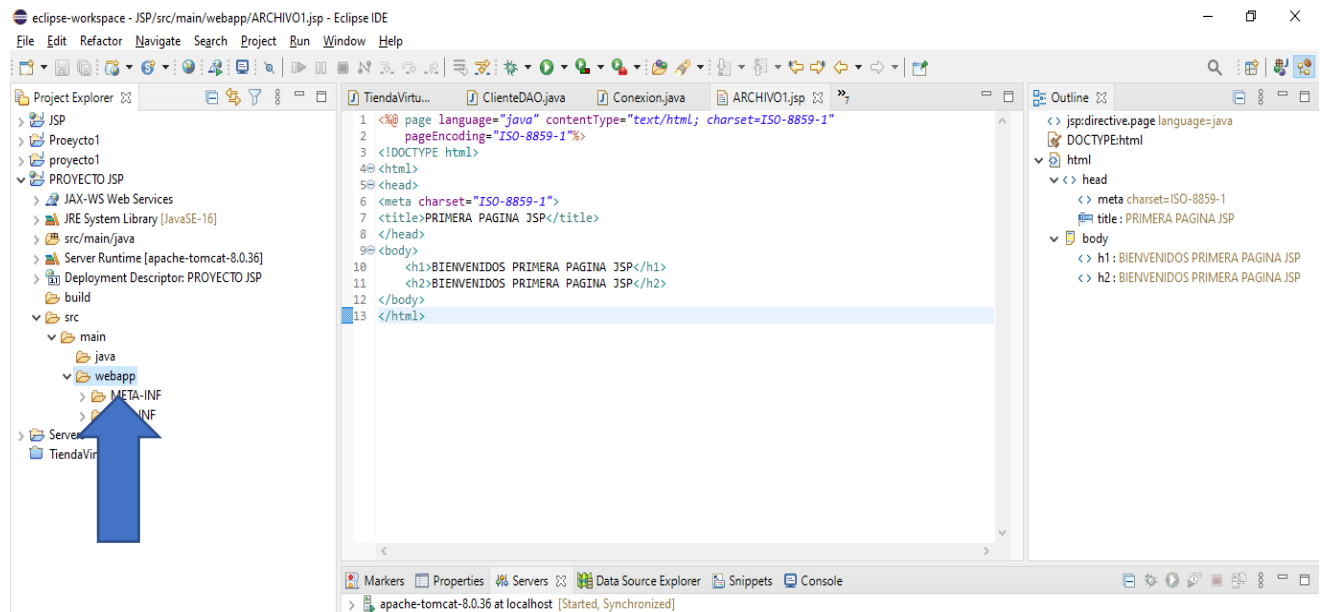 eclipse-workspace - JSP/src/main/webapp/ARCHIVO1.jsp - Eclipse IDE
File Edit Refactor Navigate Search Project Run Window Help
Project Explorer
JSP
Proeycto1
proyecto1
PROYECTO JSP
JAX-WS Web Services
JRE System Library [JavaSE-16]
src/main/java
Server Runtime [apache-tomcat-8.0.36]
Deployment Descriptor: PROYECTO JSP
build
src
main
java
webapp
META-INF
INF
Servers
TiendaVir
TiendaVirtu... ClienteDAO.java Conexion.java ARCHIVO1.jsp »7
1 <%@ page language="java" contentType="text/html; charset=ISO-8859-1"
2 pageEncoding="ISO-8859-1"%>
3 <!DOCTYPE html>
4 <html>
5 <head>
6 <meta charset="ISO-8859-1">
7 <title>PRIMERA PAGINA JSP</title>
8 </head>
9 <body>
10 <h1>BIENVENIDOS PRIMERA PAGINA JSP</h1>
11 <h2>BIENVENIDOS PRIMERA PAGINA JSP</h2>
12 </body>
13 </html>
Outline
jsp:directive.page language=java
DOCTYPE:html
html
head
meta charset=ISO-8859-1
title : PRIMERA PAGINA JSP
body
h1 : BIENVENIDOS PRIMERA PAGINA JSP
h2 : BIENVENIDOS PRIMERA PAGINA JSP
Markers Properties Servers Data Source Explorer Snippets Console
apache-tomcat-8.0.36 at localhost [Started, Synchronized]